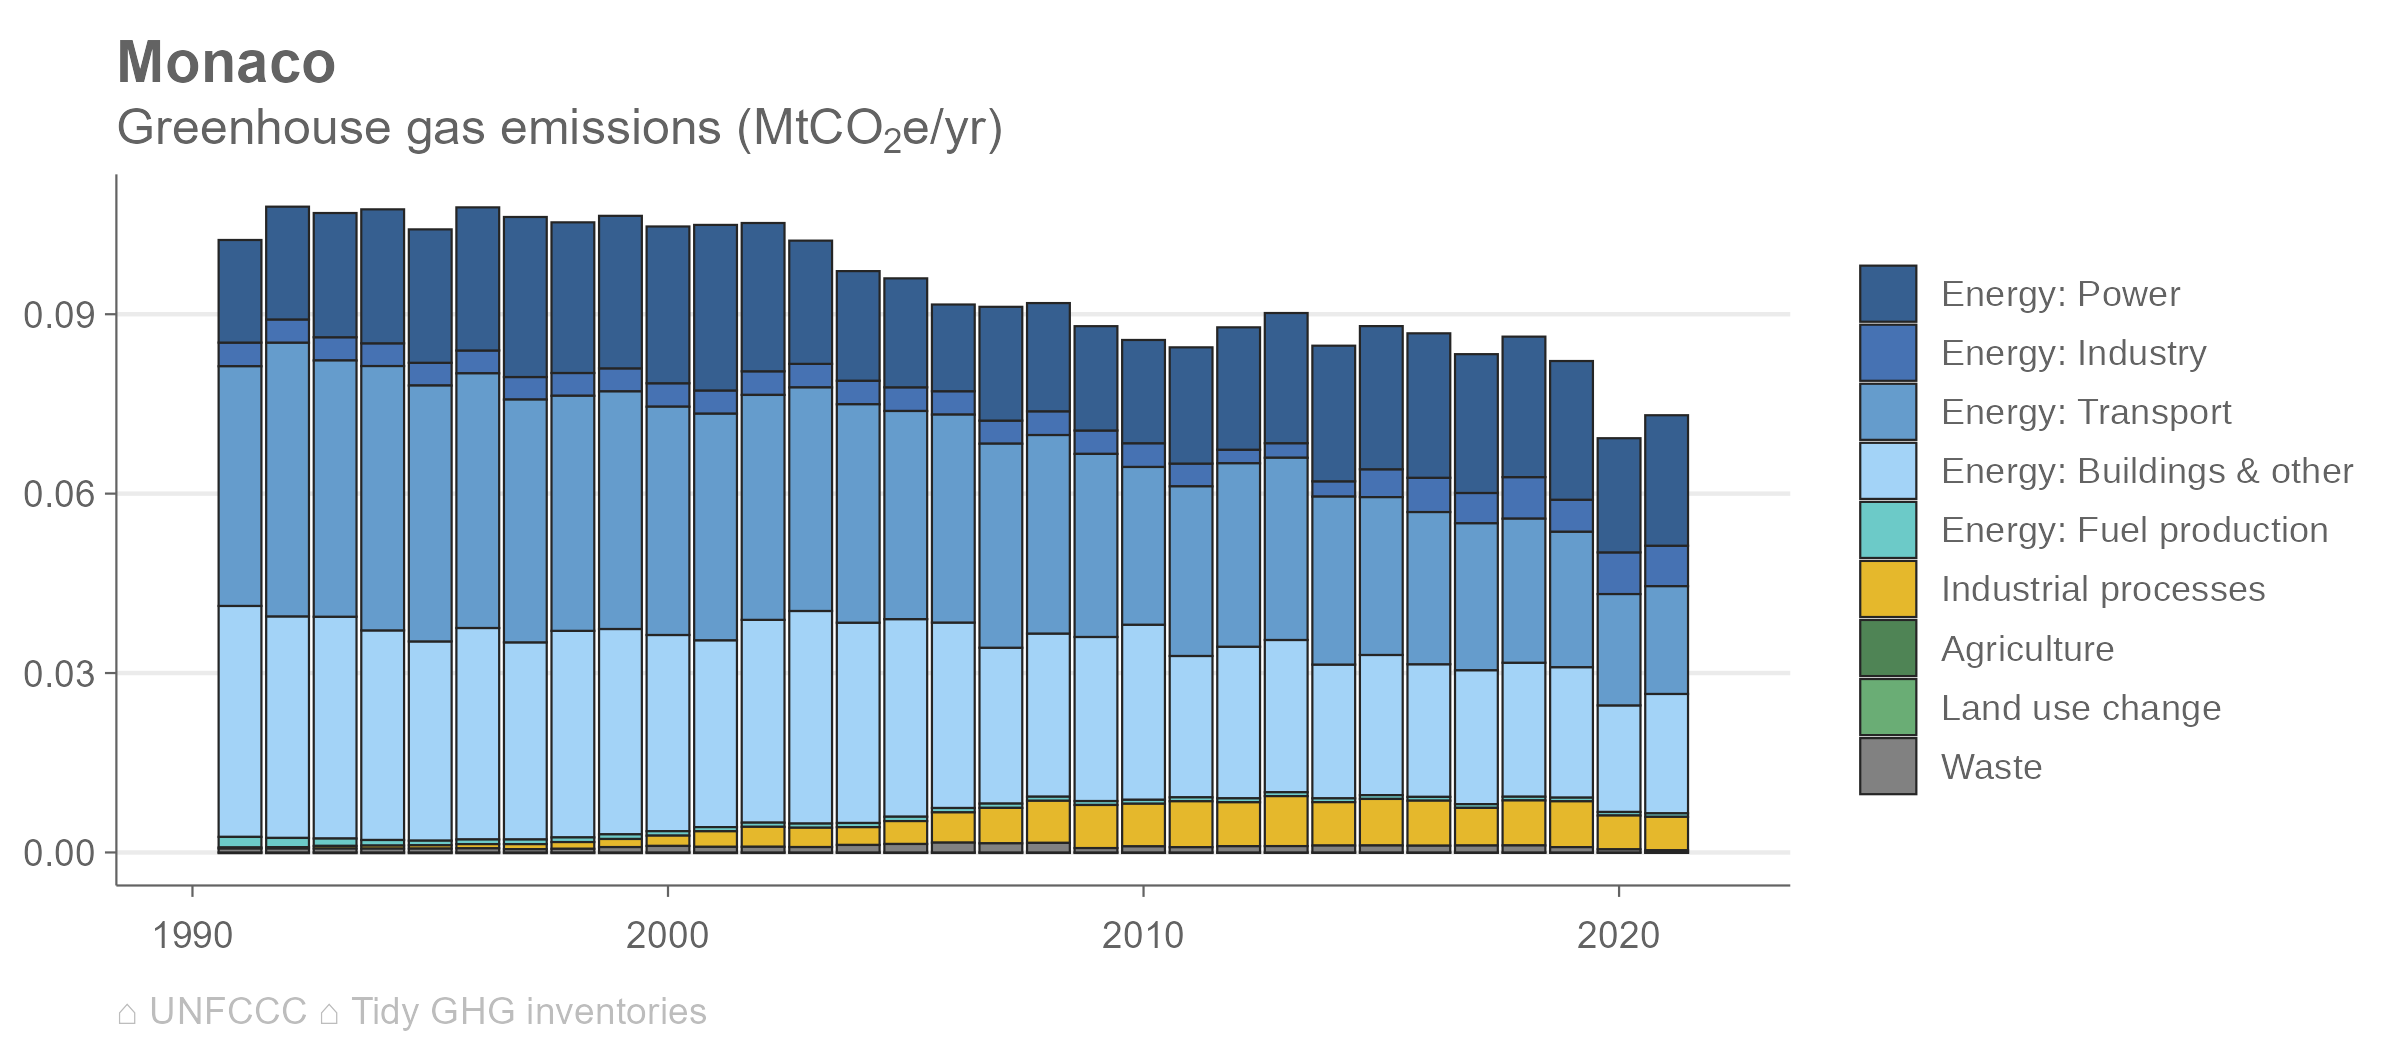 Monaco
Greenhouse gas emissions (MtCO₂e/yr)
0.09
0.06
0.03
0.00
1990 2000 2010 2020
Energy: Power
Energy: Industry
Energy: Transport
Energy: Buildings & other
Energy: Fuel production
Industrial processes
Agriculture
Land use change
Waste
⌂ UNFCCC ⌂ Tidy GHG inventories